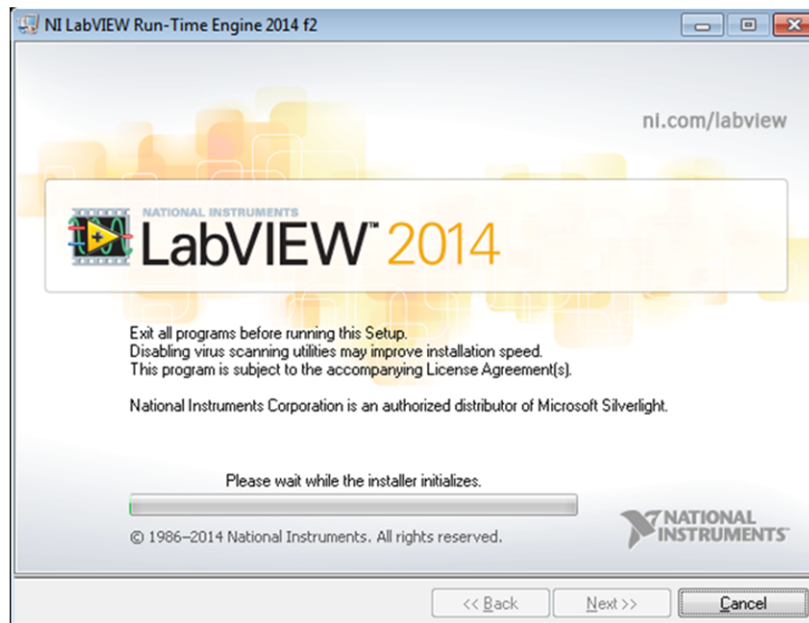 NI LabVIEW Run-Time Engine 2014 f2
ni.com/labview
NATIONAL INSTRUMENTS
LabVIEW™ 2014
Exit all programs before running this Setup.
Disabling virus scanning utilities may improve installation speed.
This program is subject to the accompanying License Agreement(s).
National Instruments Corporation is an authorized distributor of Microsoft Silverlight.
Please wait while the installer initializes.
© 1986–2014 National Instruments. All rights reserved.
NATIONAL
INSTRUMENTS™
<< Back Next >> Cancel